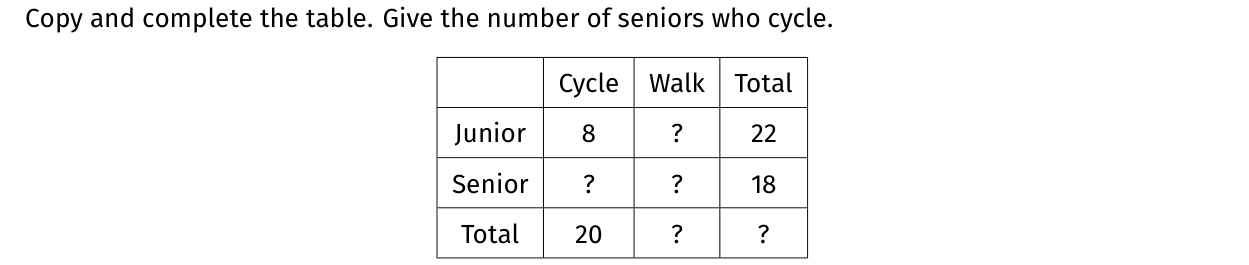 Copy and complete the table. Give the number of seniors who cycle.
Cycle Walk Total
Junior 8 ? 22
Senior ? ? 18
Total 20 ? ?